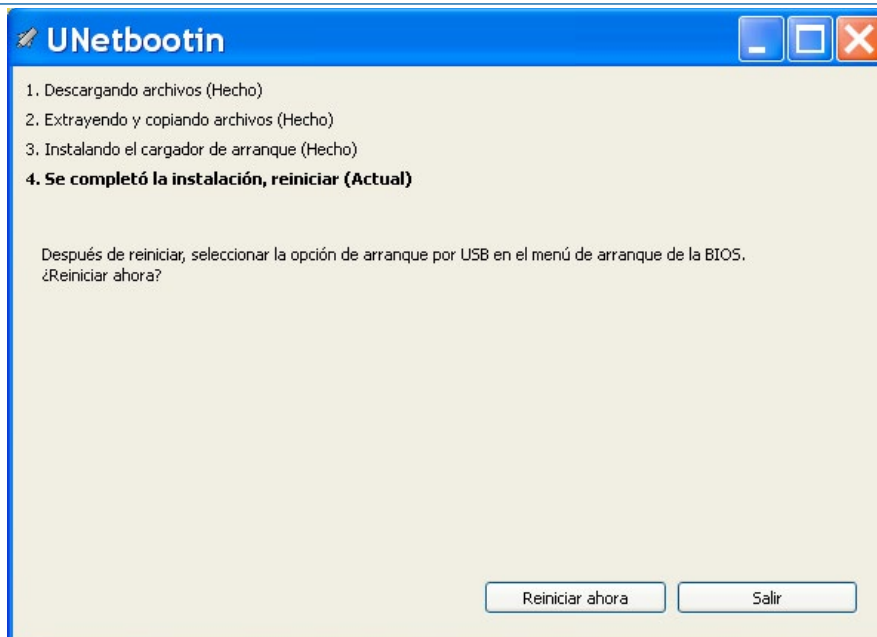 UNetbootin
1. Descargando archivos (Hecho)
2. Extrayendo y copiando archivos (Hecho)
3. Instalando el cargador de arranque (Hecho)
4. Se completó la instalación, reiniciar (Actual)
Después de reiniciar, seleccionar la opción de arranque por USB en el menú de arranque de la BIOS.
¿Reiniciar ahora?
Reiniciar ahora
Salir